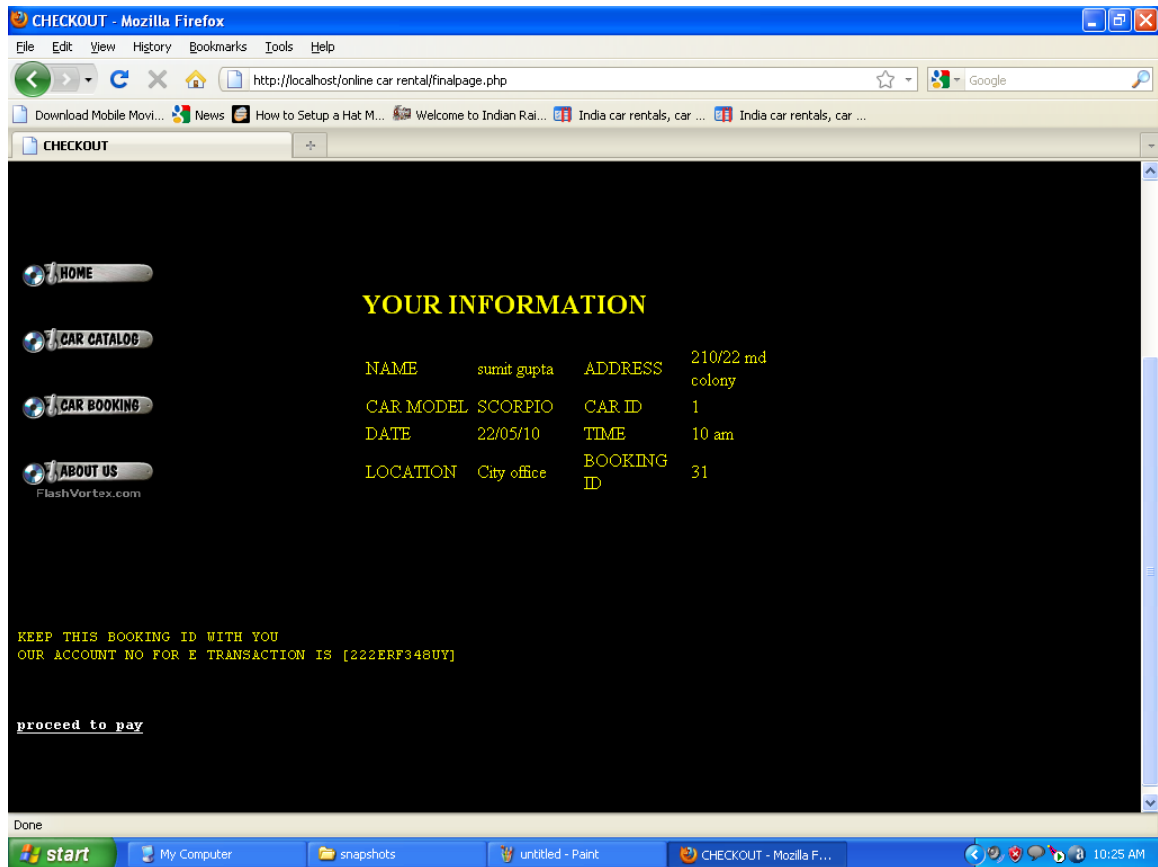 CHECKOUT - Mozilla Firefox
File Edit View History Bookmarks Tools Help
http://localhost/online car rental/finalpage.php
Google
Download Mobile Movi... News How to Setup a Hat M... Welcome to Indian Rai... India car rentals, car ... India car rentals, car ...
CHECKOUT
HOME
CAR CATALOG
CAR BOOKING
ABOUT US
FlashVortex.com
YOUR INFORMATION
NAME sumit gupta ADDRESS 210/22 md
colony
CAR MODEL SCORPIO CAR ID 1
DATE 22/05/10 TIME 10 am
LOCATION City office BOOKING
ID 31
KEEP THIS BOOKING ID WITH YOU
OUR ACCOUNT NO FOR E TRANSACTION IS [222ERF348UY]
proceed to pay
Done
start My Computer snapshots untitled - Paint CHECKOUT - Mozilla F... 10:25 AM